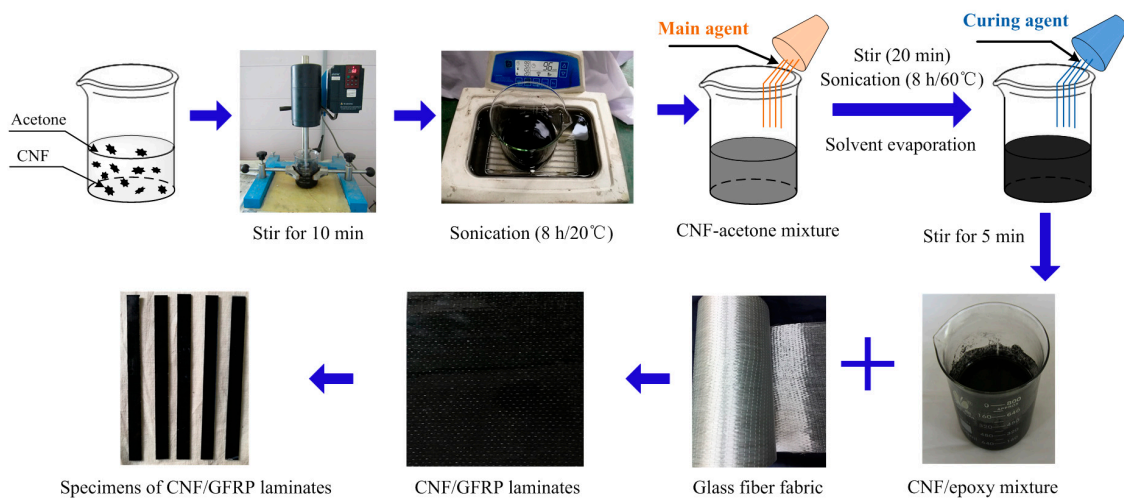 Main agent
Curing agent
Stir (20 min)
Sonication (8 h/60℃)
Solvent evaporation
Acetone
CNF
Stir for 10 min
Sonication (8 h/20℃)
CNF-acetone mixture
Stir for 5 min
Specimens of CNF/GFRP laminates
CNF/GFRP laminates
Glass fiber fabric
CNF/epoxy mixture